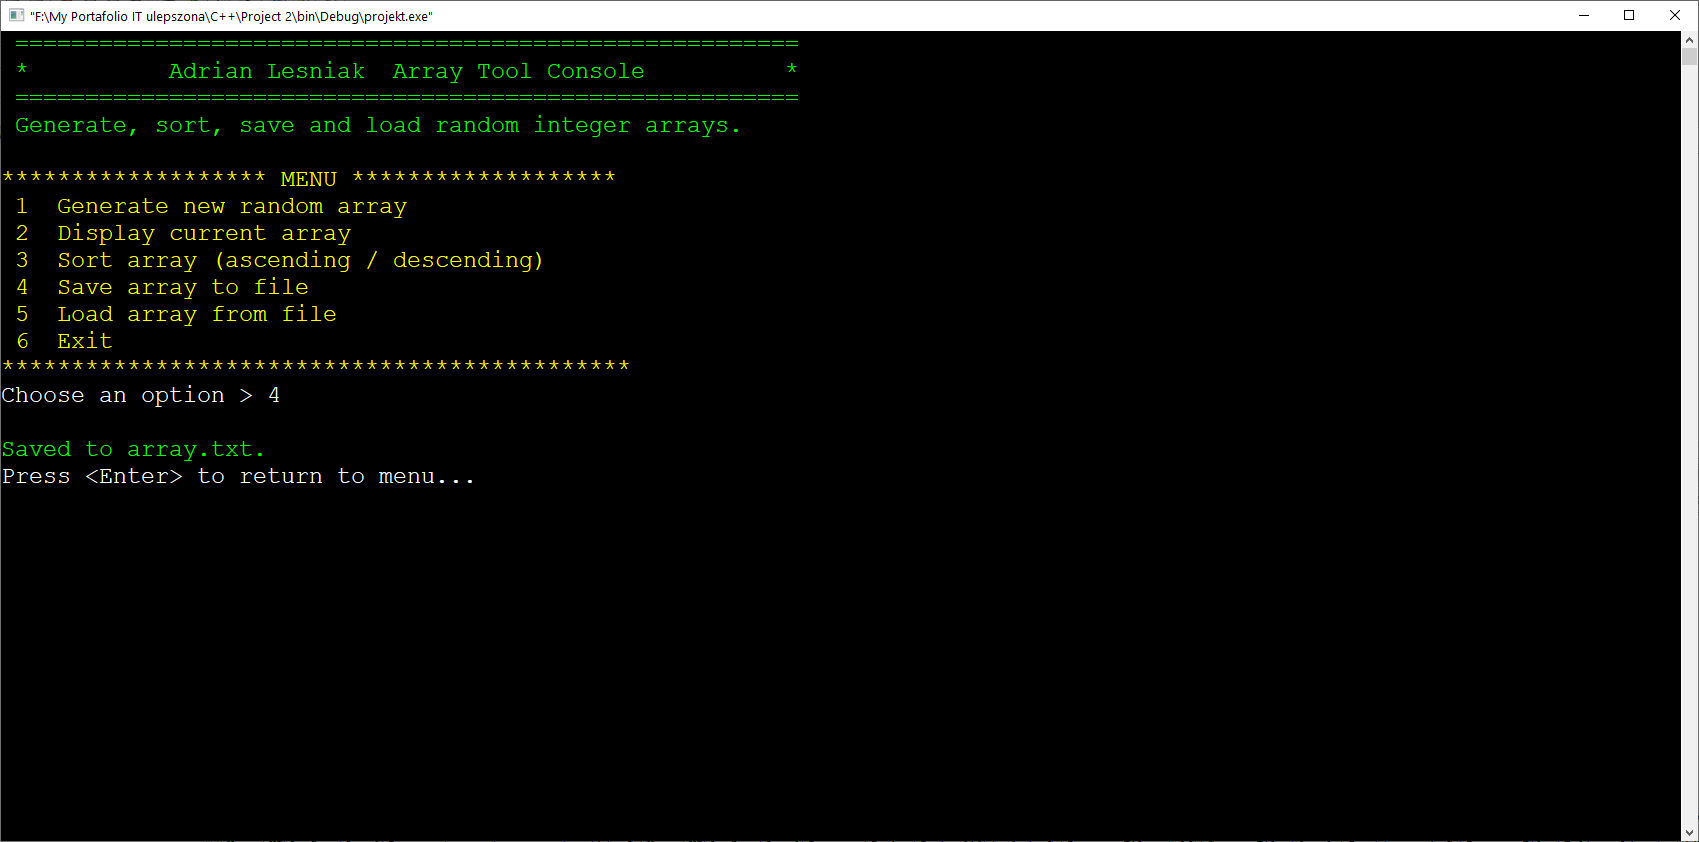 "F:\My Portafolio IT ulepszona\C++\Project 2\bin\Debug\projekt.exe"
========================================================
*          Adrian Lesniak  Array Tool Console          *
========================================================
Generate, sort, save and load random integer arrays.
******************* MENU *******************
1  Generate new random array
2  Display current array
3  Sort array (ascending / descending)
4  Save array to file
5  Load array from file
6  Exit
*********************************************
Choose an option > 4
Saved to array.txt.
Press <Enter> to return to menu...